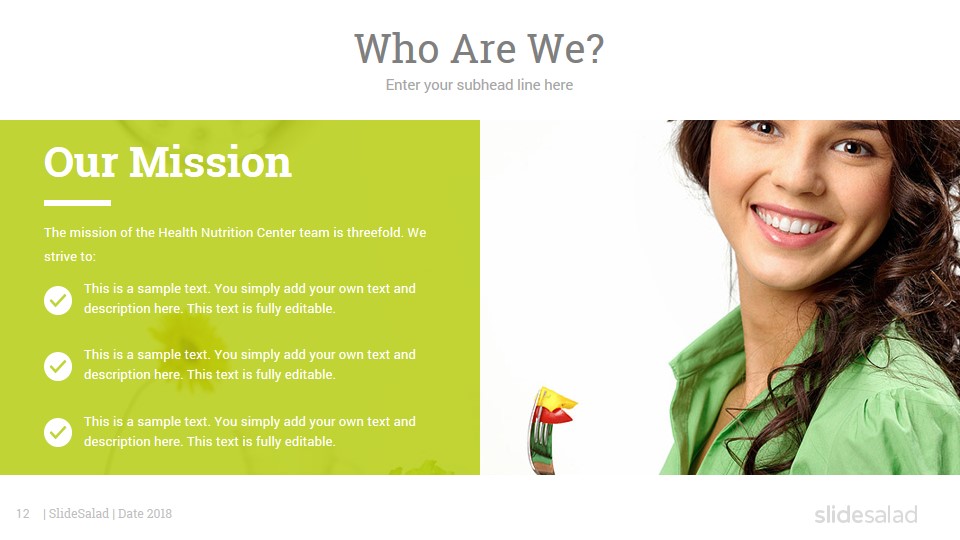 Who Are We?
Enter your subhead line here
Our Mission
The mission of the Health Nutrition Center team is threefold. We
strive to:
This is a sample text. You simply add your own text and
description here. This text is fully editable.
This is a sample text. You simply add your own text and
description here. This text is fully editable.
This is a sample text. You simply add your own text and
description here. This text is fully editable.
12 | SlideSalad | Date 2018
slidesalad